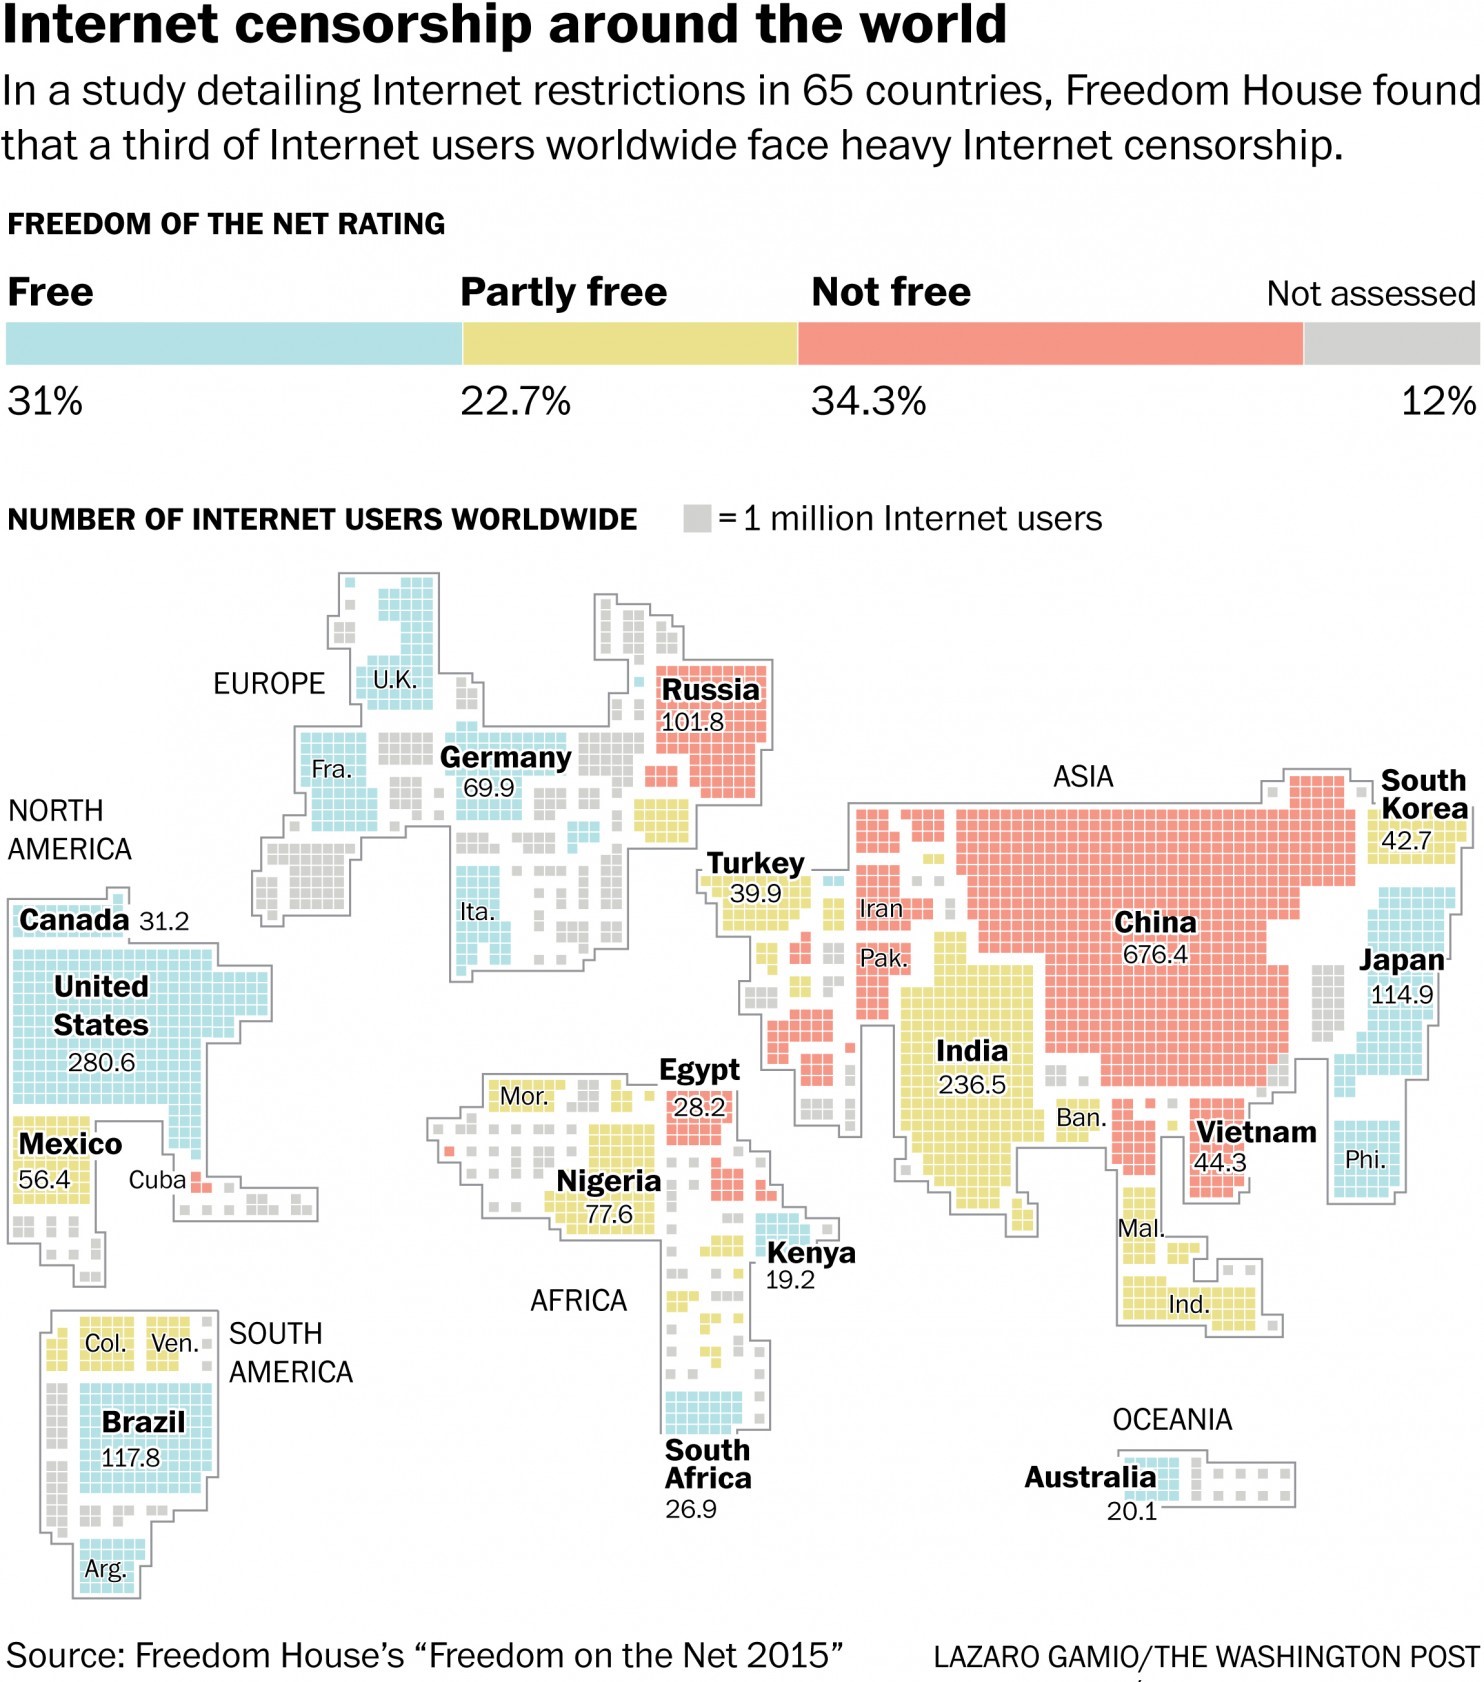 Internet censorship around the world
In a study detailing Internet restrictions in 65 countries, Freedom House found
that a third of Internet users worldwide face heavy Internet censorship.
FREEDOM OF THE NET RATING
Free
Partly free
Not free
Not assessed
31%
22.7%
34.3%
12%
NUMBER OF INTERNET USERS WORLDWIDE
= 1 million Internet users
EUROPE
U.K.
Russia
101.8
Fra.
Germany
69.9
Ita.
NORTH
AMERICA
Canada 31.2
United
States
280.6
Mexico
56.4
Cuba
ASIA
South
Korea
42.7
Turkey
39.9
Iran
Pak.
China
676.4
Japan
114.9
India
236.5
Ban.
Vietnam
44.3
Phi.
Mal.
Ind.
Egypt
28.2
Mor.
Nigeria
77.6
Kenya
19.2
AFRICA
South
Africa
26.9
SOUTH
AMERICA
Col.
Ven.
Brazil
117.8
Arg.
OCEANIA
Australia
20.1
Source: Freedom House’s “Freedom on the Net 2015”
LAZARO GAMIO/THE WASHINGTON POST